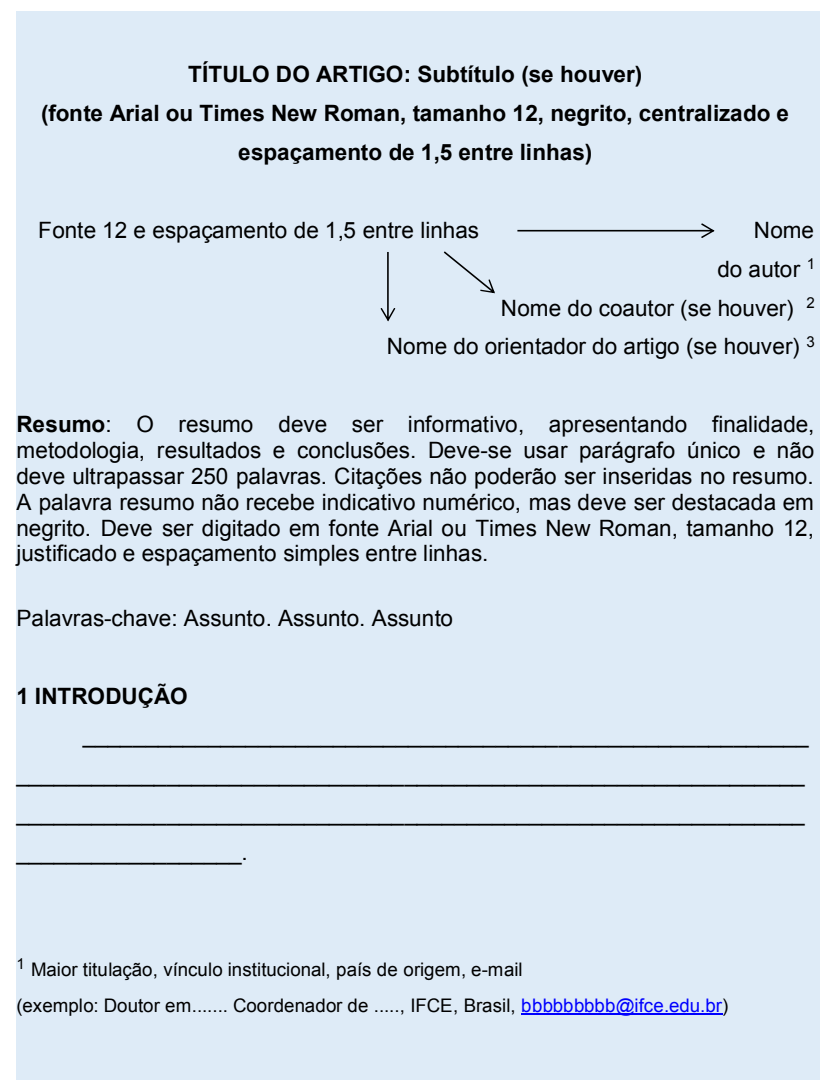 TÍTULO DO ARTIGO: Subtítulo (se houver)
(fonte Arial ou Times New Roman, tamanho 12, negrito, centralizado e
espaçamento de 1,5 entre linhas)
Fonte 12 e espaçamento de 1,5 entre linhas Nome
do autor 1
Nome do coautor (se houver) 2
Nome do orientador do artigo (se houver) 3
Resumo: O resumo deve ser informativo, apresentando finalidade,
metodologia, resultados e conclusões. Deve-se usar parágrafo único e não
deve ultrapassar 250 palavras. Citações não poderão ser inseridas no resumo.
A palavra resumo não recebe indicativo numérico, mas deve ser destacada em
negrito. Deve ser digitado em fonte Arial ou Times New Roman, tamanho 12,
justificado e espaçamento simples entre linhas.
Palavras-chave: Assunto. Assunto. Assunto
1 INTRODUÇÃO
1 Maior titulação, vínculo institucional, país de origem, e-mail
(exemplo: Doutor em....... Coordenador de ....., IFCE, Brasil, bbbbbbbbbb@ifce.edu.br)